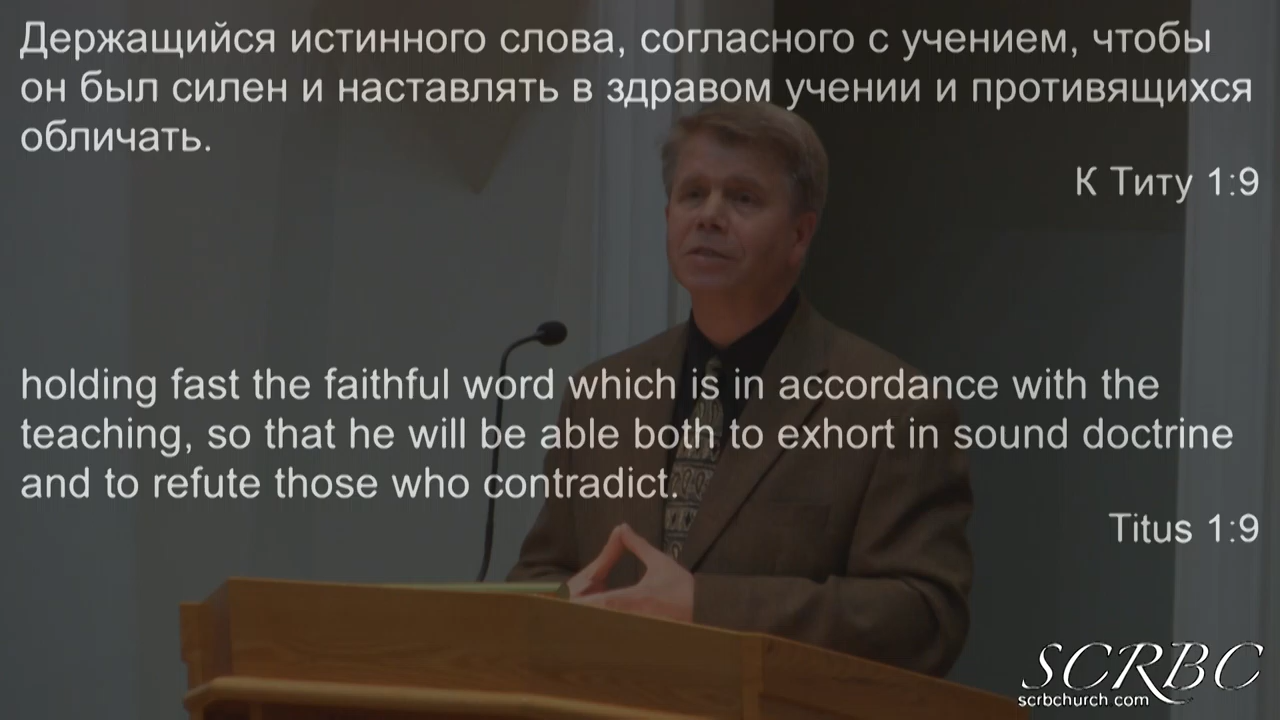 Держащийся истинного слова, согласного с учением, чтобы
он был силен и наставлять в здравом учении и противящихся
обличать.
К Титу 1:9
holding fast the faithful word which is in accordance with the
teaching, so that he will be able both to exhort in sound doctrine
and to refute those who contradict.
Titus 1:9
SCRBC
scrbchurch.com